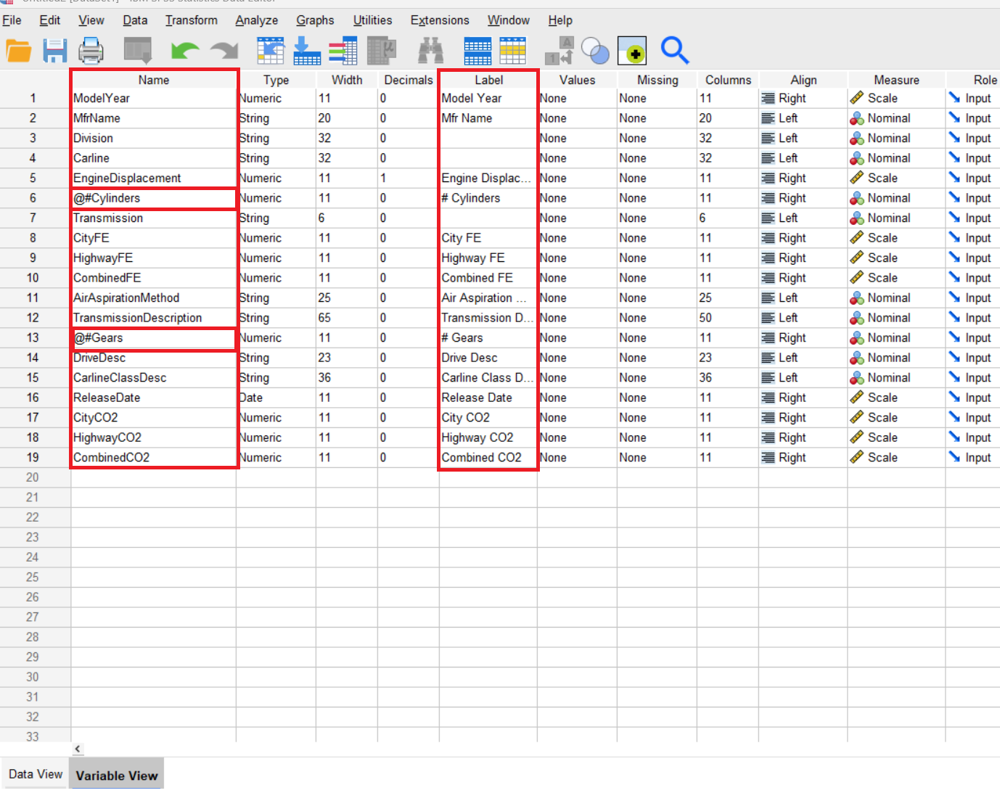 File Edit View Data Transform Analyze Graphs Utilities Extensions Window Help
Name Type Width Decimals Label Values Missing Columns Align Measure Role
1 ModelYear Numeric 11 0 Model Year None None 11 Right Scale Input
2 MfrName String 20 0 Mfr Name None None 20 Left Nominal Input
3 Division String 32 0 None None 32 Left Nominal Input
4 Carline String 32 0 None None 32 Left Nominal Input
5 EngineDisplacement Numeric 11 1 Engine Displac... None None 11 Right Scale Input
6 @#Cylinders Numeric 11 0 # Cylinders None None 11 Right Nominal Input
7 Transmission String 6 0 None None 6 Left Nominal Input
8 CityFE Numeric 11 0 City FE None None 11 Right Scale Input
9 HighwayFE Numeric 11 0 Highway FE None None 11 Right Scale Input
10 CombinedFE Numeric 11 0 Combined FE None None 11 Right Scale Input
11 AirAspirationMethod String 25 0 Air Aspiration ... None None 25 Left Nominal Input
12 TransmissionDescription String 65 0 Transmission D... None None 50 Left Nominal Input
13 @#Gears Numeric 11 0 # Gears None None 11 Right Nominal Input
14 DriveDesc String 23 0 Drive Desc None None 23 Left Nominal Input
15 CarlineClassDesc String 36 0 Carline Class D... None None 36 Left Nominal Input
16 ReleaseDate Date 11 0 Release Date None None 11 Right Scale Input
17 CityCO2 Numeric 11 0 City CO2 None None 11 Right Scale Input
18 HighwayCO2 Numeric 11 0 Highway CO2 None None 11 Right Scale Input
19 CombinedCO2 Numeric 11 0 Combined CO2 None None 11 Right Scale Input
20
21
22
23
24
25
26
27
28
29
30
31
32
33
Data View Variable View